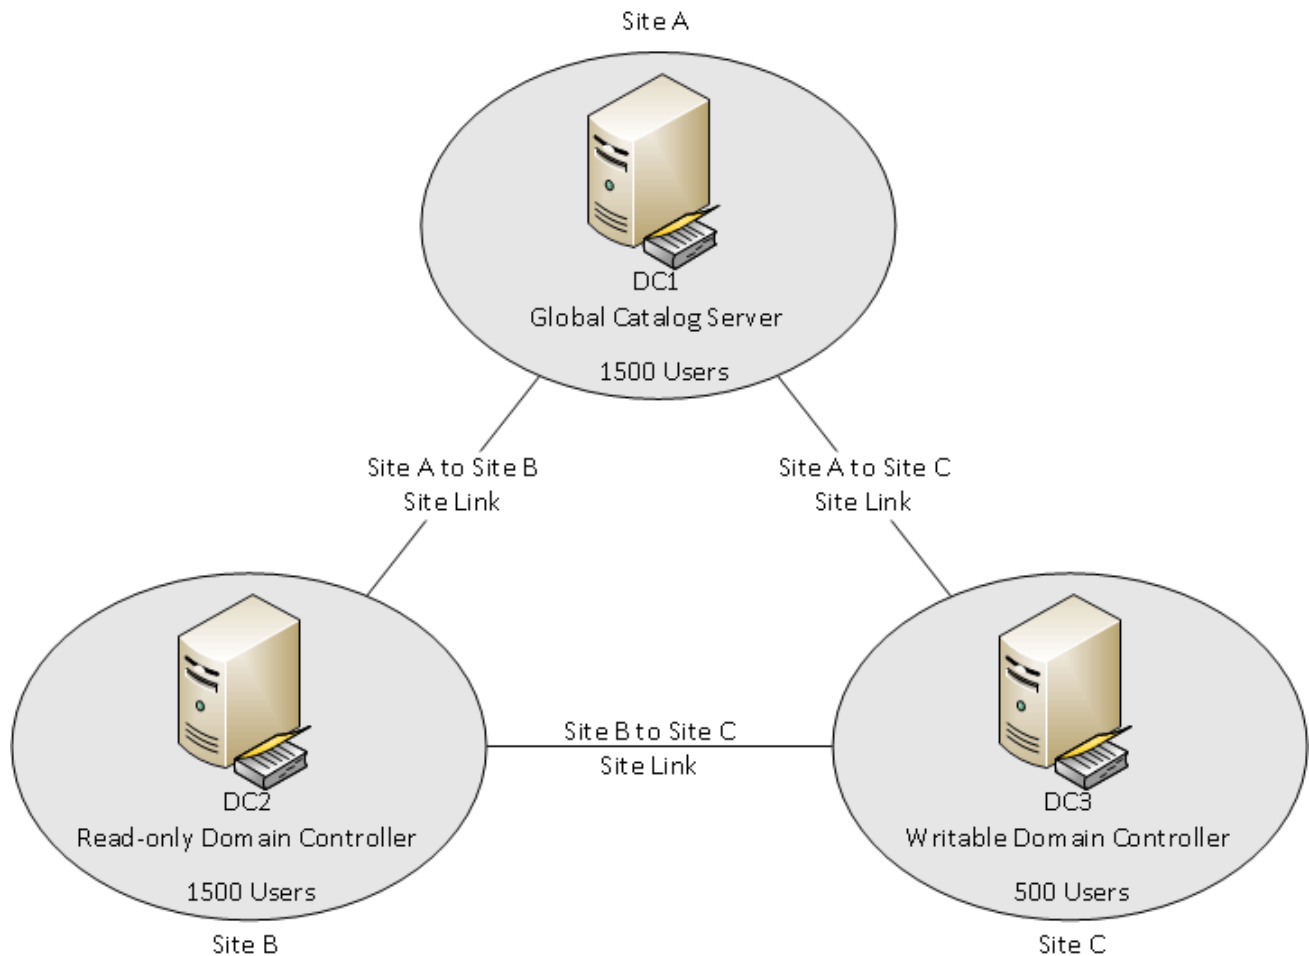 Site A
DC1
Global Catalog Server
1500 Users
Site A to Site B
Site Link
Site A to Site C
Site Link
Site B to Site C
Site Link
DC2
Read-only Domain Controller
1500 Users
Site B
DC3
Writable Domain Controller
500 Users
Site C